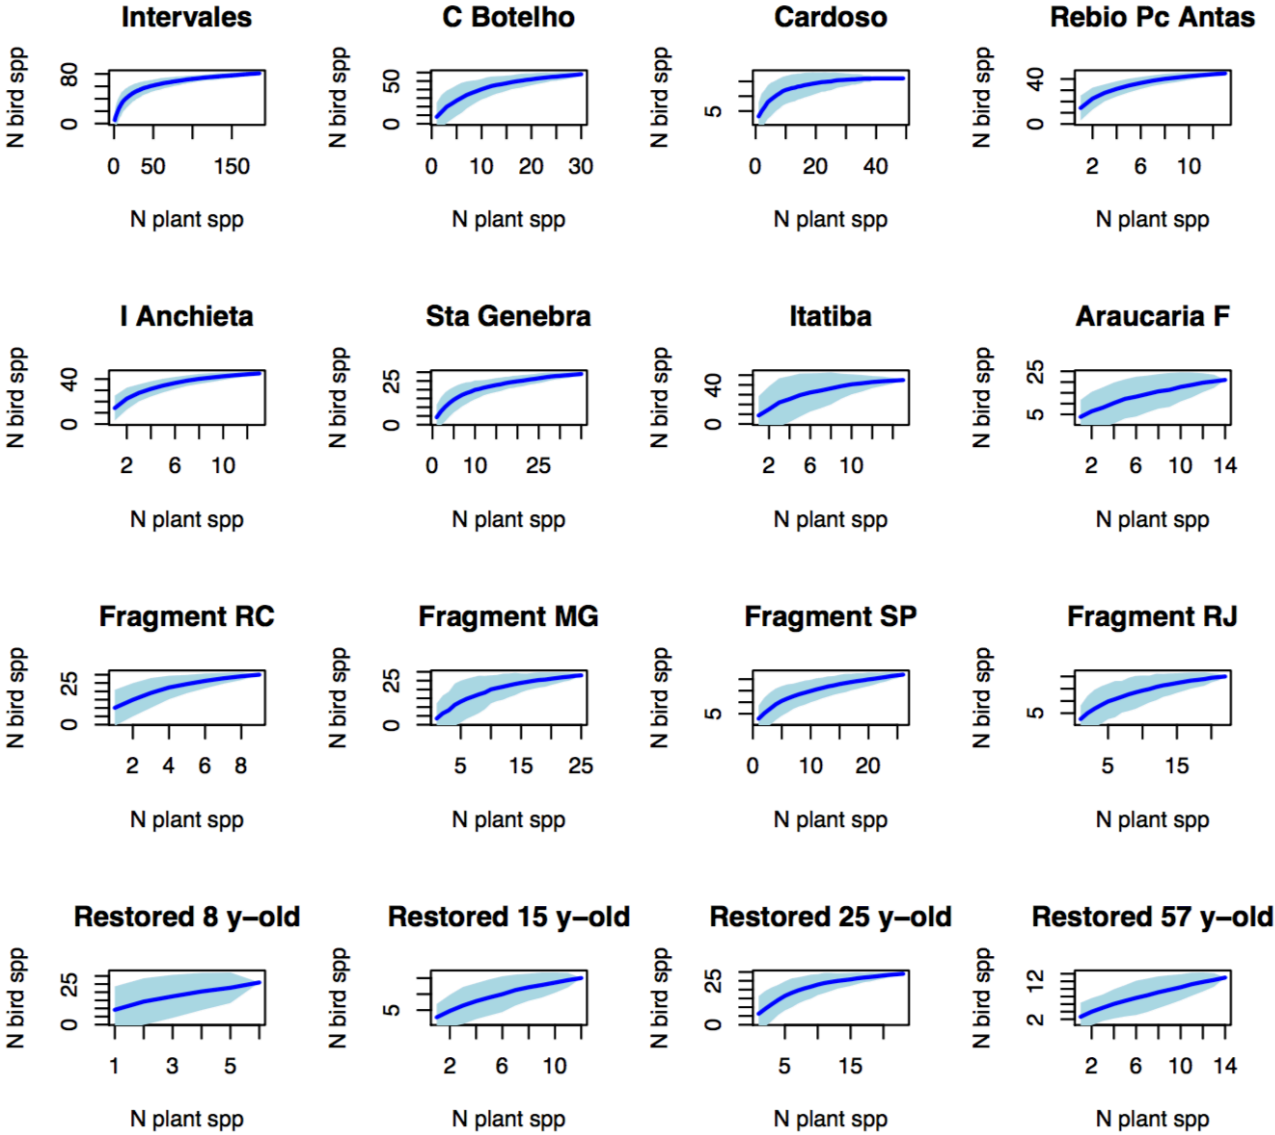 Intervales
C Botelho
Cardoso
Rebio Pc Antas
N bird spp
0 80
0 50 150
N plant spp
N bird spp
0 50
0 10 20 30
N plant spp
N bird spp
5
0 20 40
N plant spp
N bird spp
0 40
2 6 10
N plant spp
I Anchieta
Sta Genebra
Itatiba
Araucaria F
N bird spp
0 40
2 6 10
N plant spp
N bird spp
0 25
0 10 25
N plant spp
N bird spp
0 40
2 6 10
N plant spp
N bird spp
5 25
2 6 10 14
N plant spp
Fragment RC
Fragment MG
Fragment SP
Fragment RJ
N bird spp
0 25
2 4 6 8
N plant spp
N bird spp
0 25
5 15 25
N plant spp
N bird spp
5
0 10 20
N plant spp
N bird spp
5
5 15
N plant spp
Restored 8 y−old
Restored 15 y−old
Restored 25 y−old
Restored 57 y−old
N bird spp
0 25
1 3 5
N plant spp
N bird spp
5
2 6 10
N plant spp
N bird spp
0 25
5 15
N plant spp
N bird spp
2 12
2 6 10 14
N plant spp